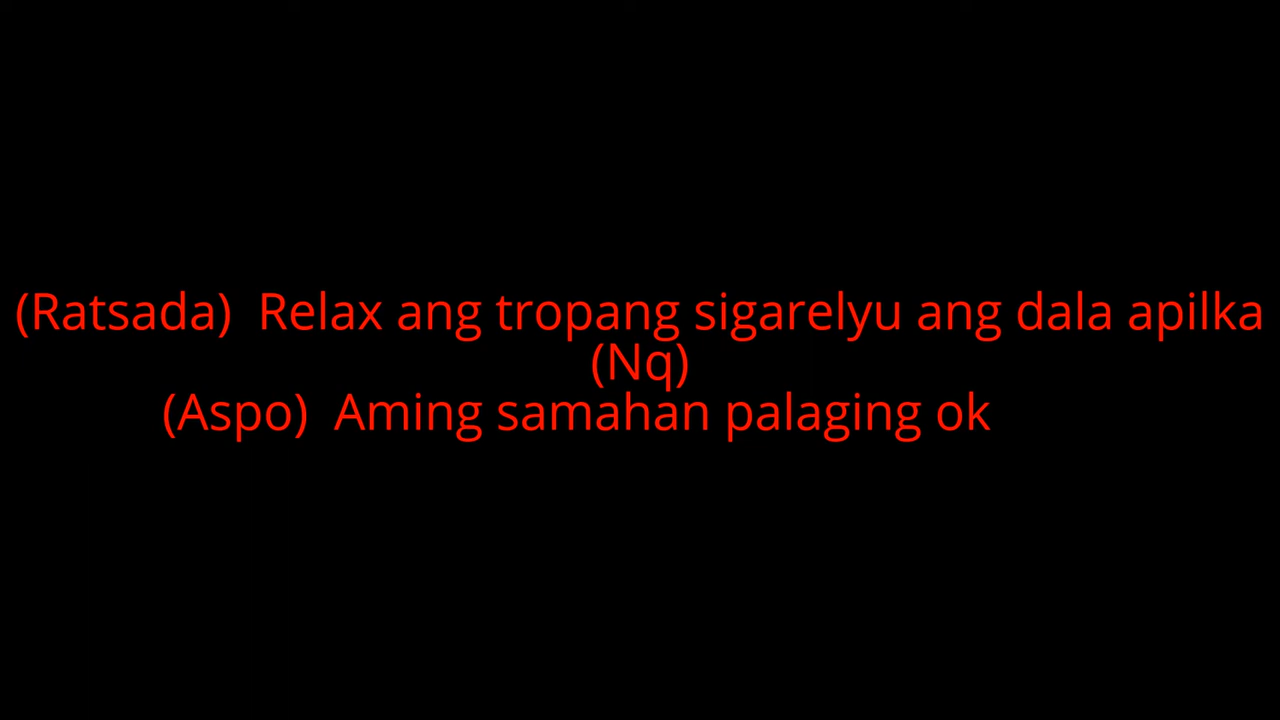 (Ratsada)  Relax ang tropang sigarelyu ang dala apilka
(Nq)
(Aspo)  Aming samahan palaging ok